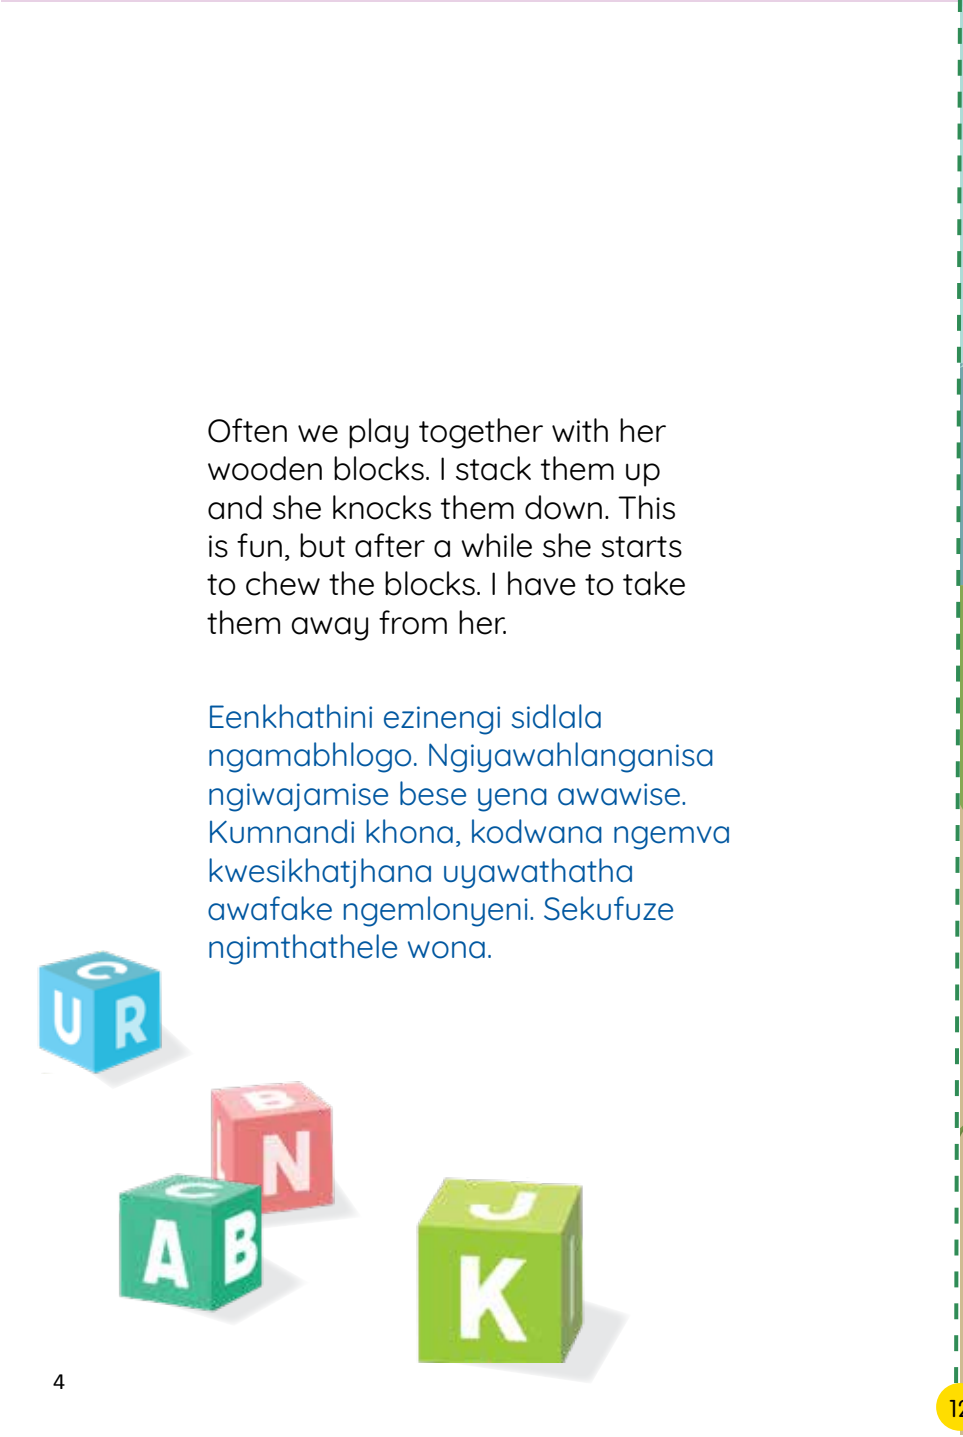 Often we play together with her
wooden blocks. I stack them up
and she knocks them down. This
is fun, but after a while she starts
to chew the blocks. I have to take
them away from her.
Eenkhathini ezinengi sidlala
ngamabhlogo. Ngiyawahlanganisa
ngiwajamise bese yena awawise.
Kumnandi khona, kodwana ngemva
kwesikhatjhana uyawathatha
awafake ngemlonyeni. Sekufuze
ngimthathele wona.
C
U R
B
N
C
A B
J
K
4
12